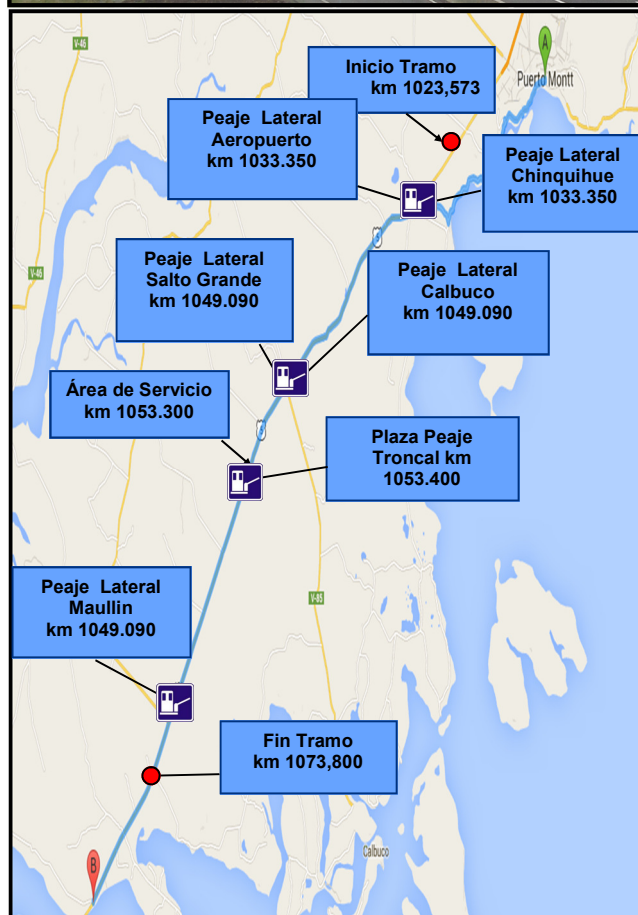 V-46
A
Puerto Montt
Inicio Tramo
km 1023,573
Peaje Lateral
Aeropuerto
km 1033.350
Peaje Lateral
Chinquihue
km 1033.350
V-46
Peaje Lateral
Salto Grande
km 1049.090
Peaje Lateral
Calbuco
km 1049.090
5
Área de Servicio
km 1053.300
5
Plaza Peaje
Troncal km
1053.400
Peaje Lateral
Maullin
km 1049.090
V-85
Fin Tramo
km 1073,800
Calbuco
B